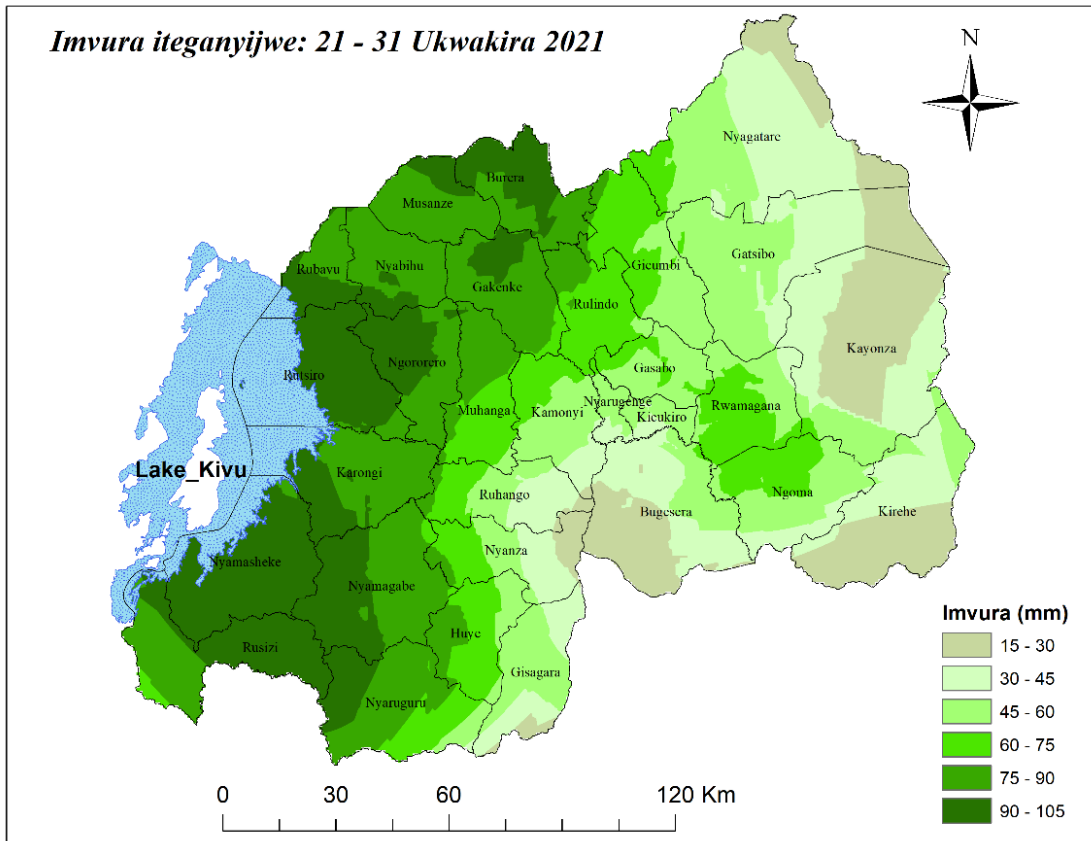 Imvura iteganyijwe: 21 - 31 Ukwakira 2021
N
Nyagatare
Burera
Musanze
Rubavu
Nyabihu
Gakenke
Gicumbi
Gatsibo
Rulindo
Kayonza
Rutsiro
Ngororero
Gasabo
Muhanga
Kamonyi
Nyarugenge
Kicukiro
Rwamagana
Lake_Kivu
Karongi
Ruhango
Bugesera
Ngoma
Kirehe
Nyanza
Nyamasheke
Nyamagabe
Huye
Rusizi
Gisagara
Nyaruguru
Imvura (mm)
15 - 30
30 - 45
45 - 60
60 - 75
75 - 90
90 - 105
0 30 60 120 Km